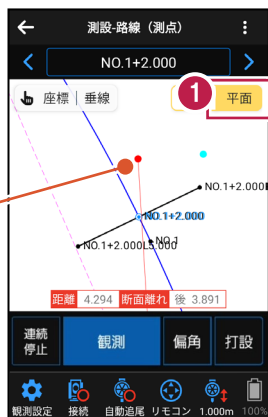 測設-路線（測点）
NO.1+2.000
座標 垂線
1
平面
NO.1+2.000
NO.1+2.000
NO.1
NO.1+2.000L5.000
距離 4.294 断面離れ 後 3.891
連続
停止
観測
偏角
打設
観測設定 接続 自動追尾 リモコン 1.000m 100%